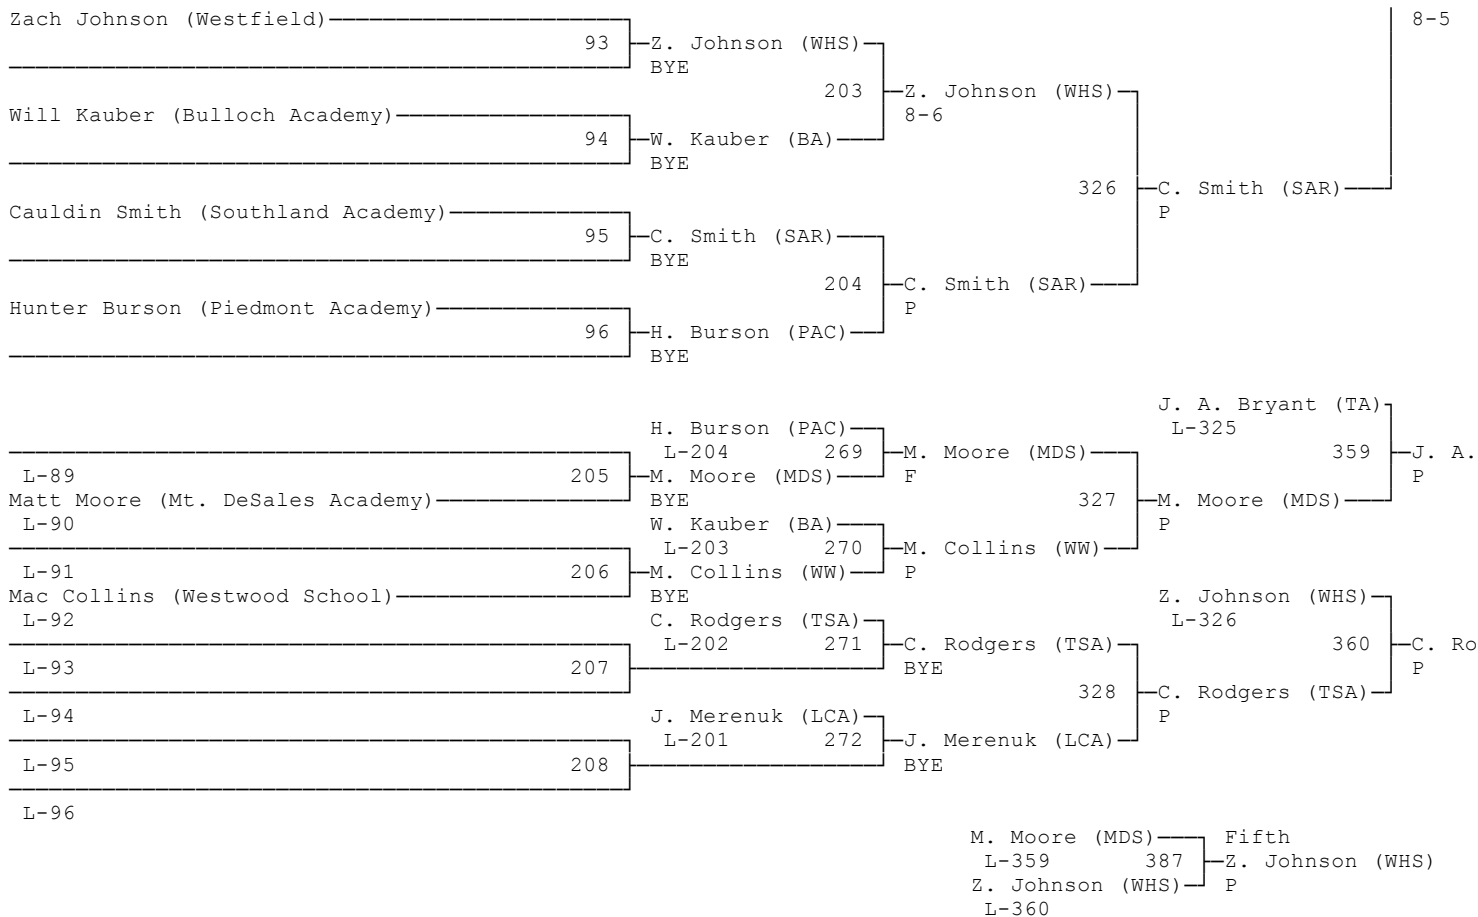 Zach Johnson (Westfield) 8-5
93 Z. Johnson (WHS)
BYE
203 Z. Johnson (WHS)
Will Kauber (Bulloch Academy) 8-6
94 W. Kauber (BA)
BYE
326 C. Smith (SAR)
Cauldin Smith (Southland Academy) P
95 C. Smith (SAR)
BYE
204 C. Smith (SAR)
Hunter Burson (Piedmont Academy) P
96 H. Burson (PAC)
BYE
J. A. Bryant (TA)
H. Burson (PAC) L-325
L-204 269 M. Moore (MDS) 359 J. A.
L-89 205 M. Moore (MDS) F P
Matt Moore (Mt. DeSales Academy) BYE 327 M. Moore (MDS)
L-90 W. Kauber (BA) P
L-203 270 M. Collins (WW)
L-91 206 M. Collins (WW) P
Mac Collins (Westwood School) BYE Z. Johnson (WHS)
L-92 C. Rodgers (TSA) L-326
L-202 271 C. Rodgers (TSA) 360 C. Ro
L-93 207 BYE P
328 C. Rodgers (TSA)
L-94 J. Merenuk (LCA) P
L-201 272 J. Merenuk (LCA)
L-95 208 BYE
L-96
M. Moore (MDS) Fifth
L-359 387 Z. Johnson (WHS)
Z. Johnson (WHS) P
L-360